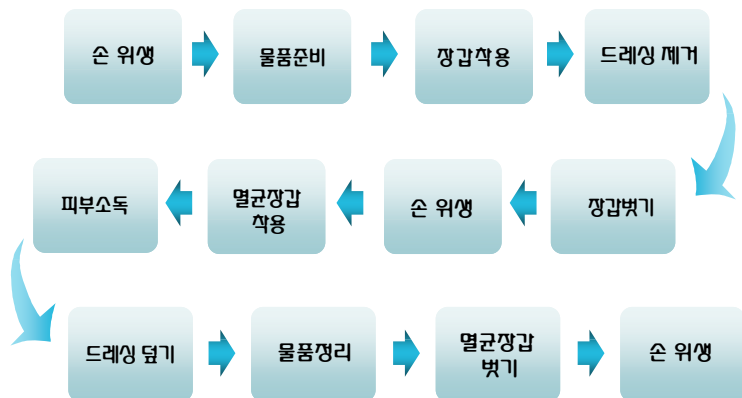 손 위생
물품준비
장갑착용
드레싱 제거
장갑벗기
손 위생
멸균장갑
착용
피부소독
드레싱 덮기
물품정리
멸균장갑
벗기
손 위생